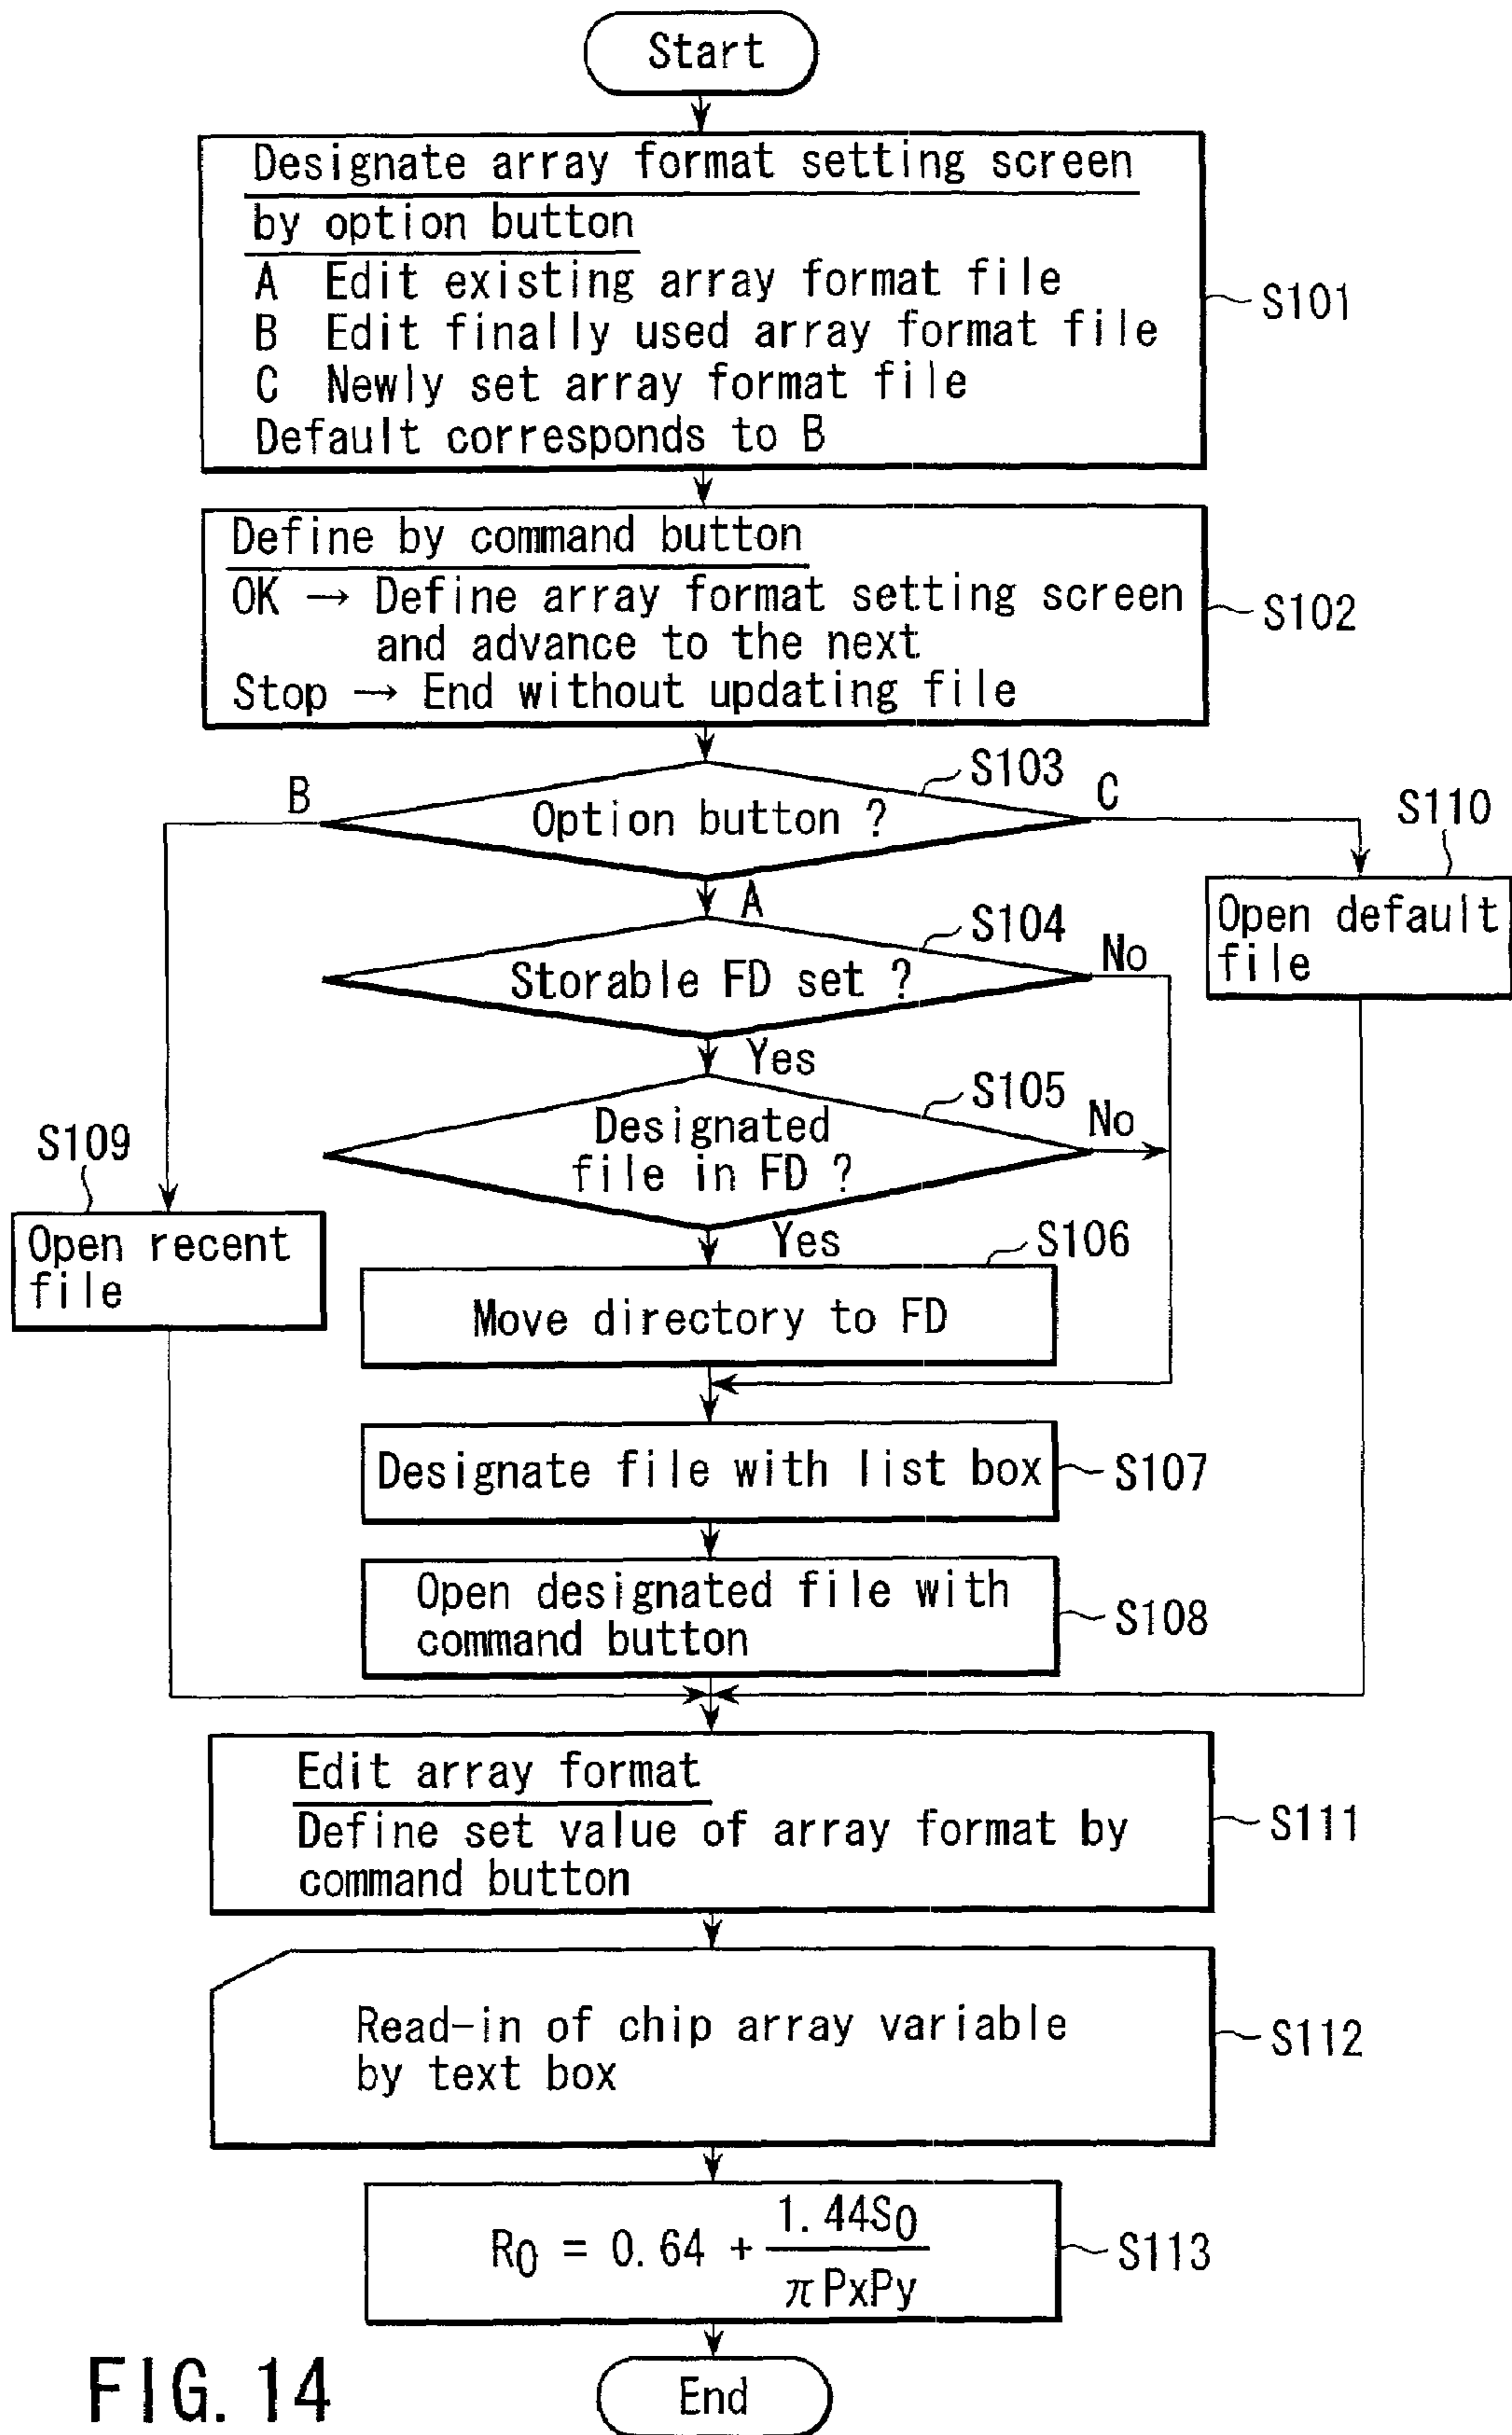 Start
Designate array format setting screen
by option button
A Edit existing array format file
B Edit finally used array format file
C Newly set array format file
Default corresponds to B
S101
Define by command button
OK → Define array format setting screen
and advance to the next
Stop → End without updating file
S102
S103
B
Option button ?
C
S110
A
Open default
file
S104
Storable FD set ?
No
Yes
S105
Designated
file in FD ?
No
S109
Open recent
file
Yes
S106
Move directory to FD
Designate file with list box
S107
Open designated file with
command button
S108
Edit array format
Define set value of array format by
command button
S111
Read-in of chip array variable
by text box
S112
R0 = 0.64 + 1.44S0 / πPxPy
S113
End
FIG. 14